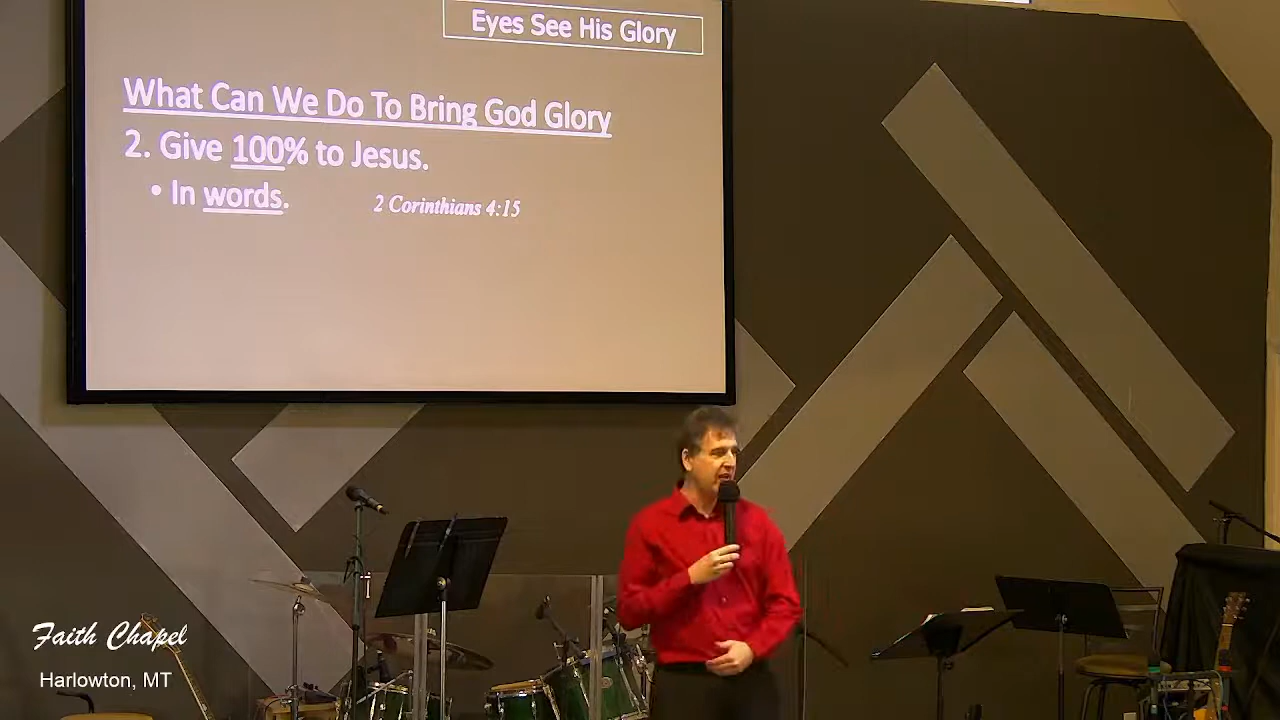 Eyes See His Glory
What Can We Do To Bring God Glory
2. Give 100% to Jesus.
• In words. 2 Corinthians 4:15
Faith Chapel
Harlowton, MT